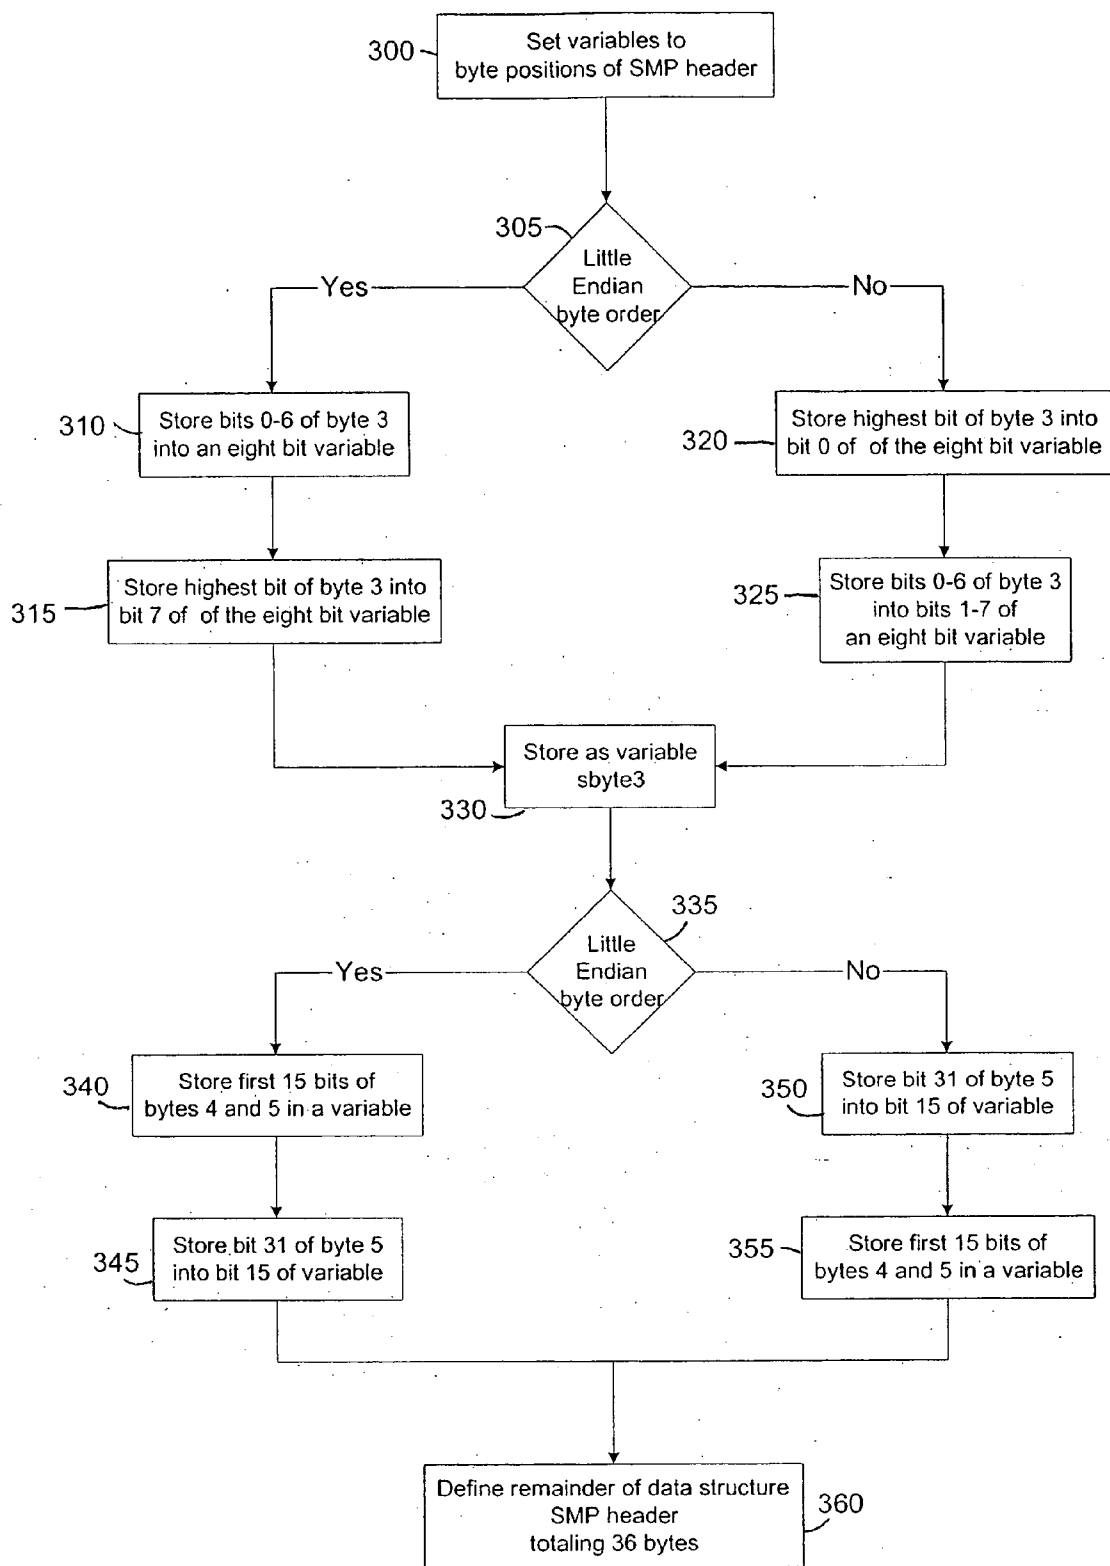 300
Set variables to
byte positions of SMP header
305
Little
Endian
byte order
Yes
No
310
Store bits 0-6 of byte 3
into an eight bit variable
320
Store highest bit of byte 3 into
bit 0 of of the eight bit variable
315
Store highest bit of byte 3 into
bit 7 of of the eight bit variable
325
Store bits 0-6 of byte 3
into bits 1-7 of
an eight bit variable
Store as variable
sbyte3
330
335
Little
Endian
byte order
Yes
No
340
Store first 15 bits of
bytes 4 and 5 in a variable
350
Store bit 31 of byte 5
into bit 15 of variable
345
Store bit 31 of byte 5
into bit 15 of variable
355
Store first 15 bits of
bytes 4 and 5 in a variable
Define remainder of data structure
SMP header
totaling 36 bytes
360